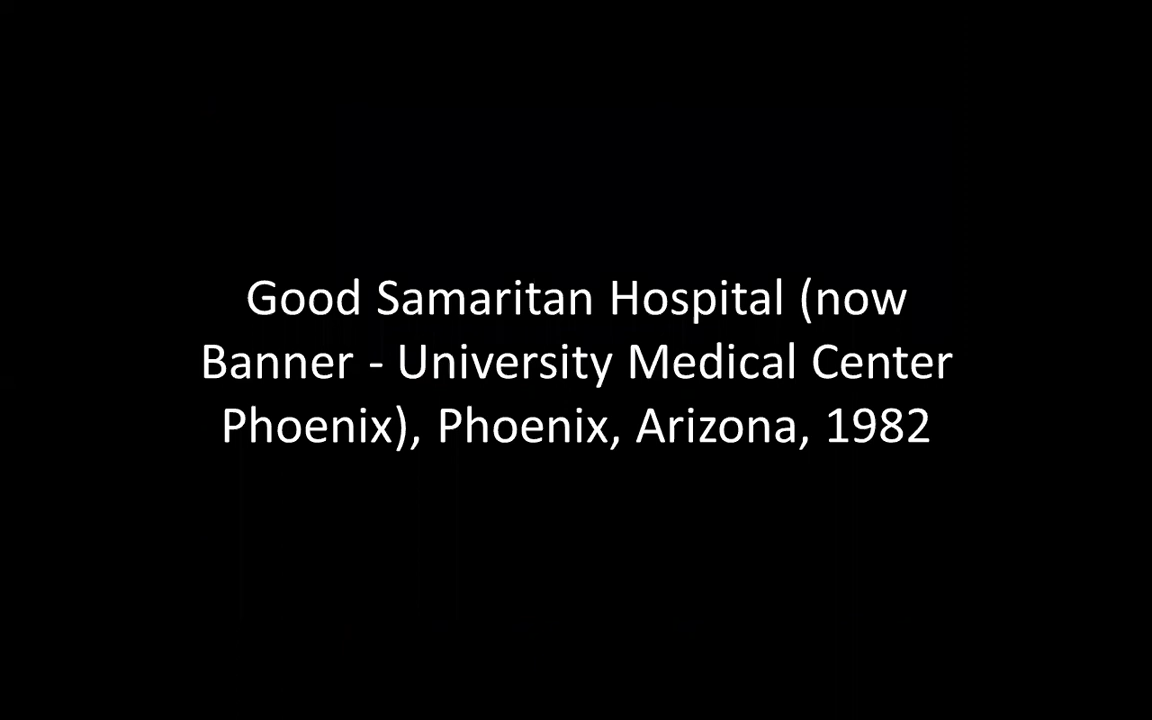 Good Samaritan Hospital (now
Banner - University Medical Center
Phoenix), Phoenix, Arizona, 1982